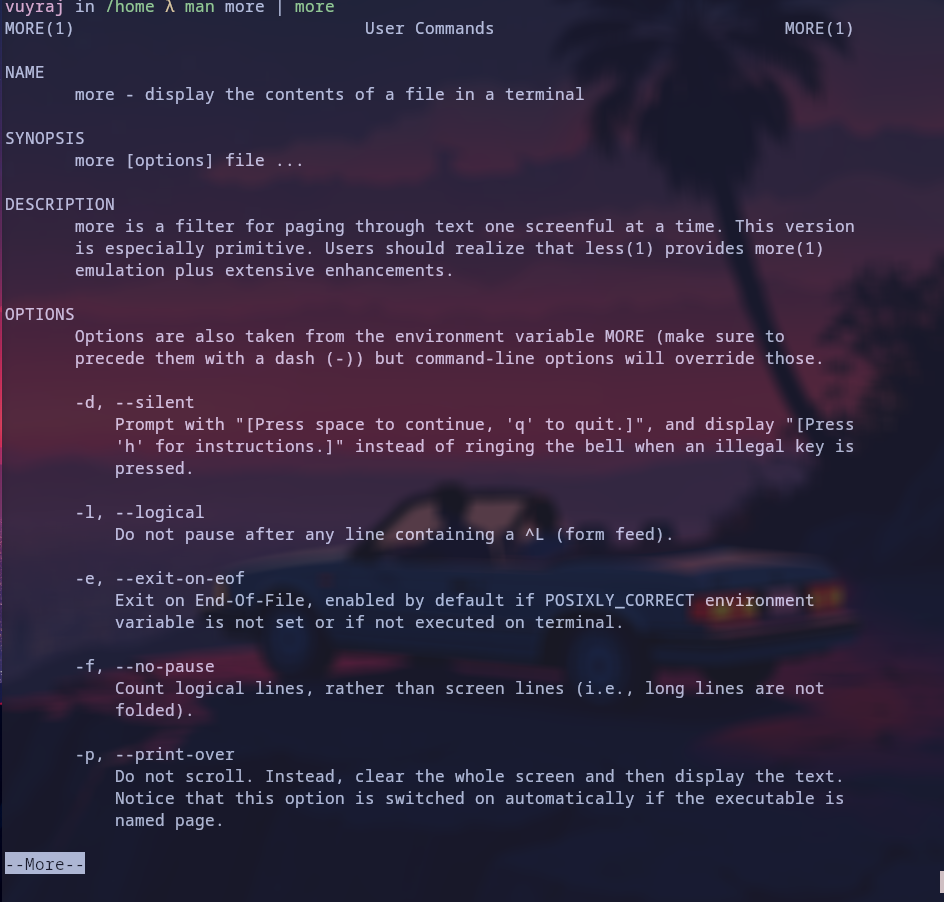 vuyraj in /home λ man more | more
MORE(1) User Commands MORE(1)
NAME
more - display the contents of a file in a terminal
SYNOPSIS
more [options] file ...
DESCRIPTION
more is a filter for paging through text one screenful at a time. This version
is especially primitive. Users should realize that less(1) provides more(1)
emulation plus extensive enhancements.
OPTIONS
Options are also taken from the environment variable MORE (make sure to
precede them with a dash (-)) but command-line options will override those.
-d, --silent
Prompt with "[Press space to continue, 'q' to quit.]", and display "[Press
'h' for instructions.]" instead of ringing the bell when an illegal key is
pressed.
-l, --logical
Do not pause after any line containing a ^L (form feed).
-e, --exit-on-eof
Exit on End-Of-File, enabled by default if POSIXLY_CORRECT environment
variable is not set or if not executed on terminal.
-f, --no-pause
Count logical lines, rather than screen lines (i.e., long lines are not
folded).
-p, --print-over
Do not scroll. Instead, clear the whole screen and then display the text.
Notice that this option is switched on automatically if the executable is
named page.
--More--